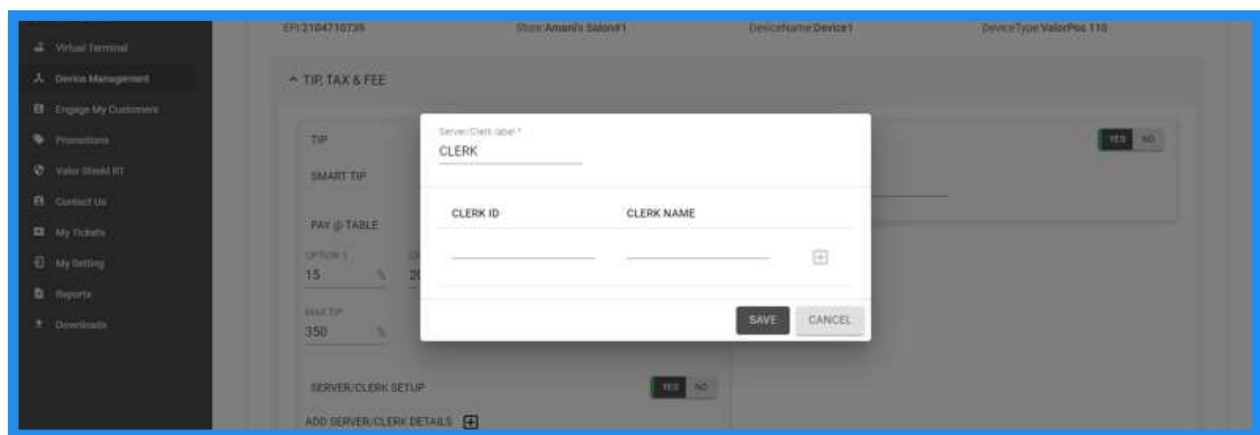 EPI:2104710739 Store:Amani's Salon#1 DeviceName:Device1 DeviceType:ValorPos 110
Virtual Terminal
Device Management
TIP, TAX & FEE
Engage My Customers
Promotions
TIP
YES NO
Valor Shield RT
SMART TIP
Contact Us
My Tickets
PAY @ TABLE
My Setting
OPTION 1
15 %
20
Reports
Downloads
MAX TIP
350 %
Server/Clerk label *
CLERK
CLERK ID CLERK NAME
SAVE CANCEL
SERVER/CLERK SETUP YES NO
ADD SERVER/CLERK DETAILS